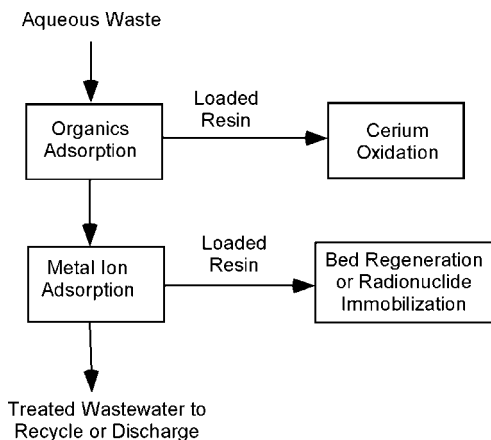 Aqueous Waste
Organics
Adsorption
Loaded
Resin
Cerium
Oxidation
Metal Ion
Adsorption
Loaded
Resin
Bed Regeneration
or Radionuclide
Immobilization
Treated Wastewater to
Recycle or Discharge